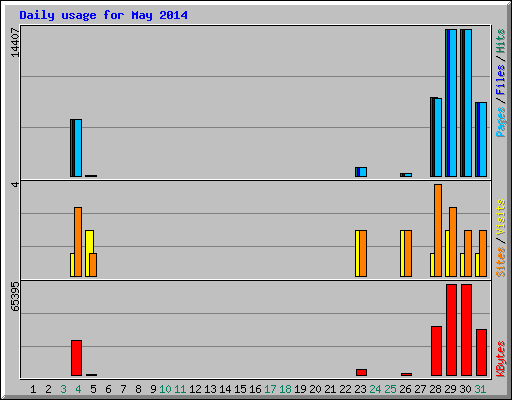 Daily usage for May 2014
14407
Pages/Files/Hits
4
Sites/Visits
65395
KBytes
1 2 3 4 5 6 7 8 9 10 11 12 13 14 15 16 17 18 19 20 21 22 23 24 25 26 27 28 29 30 31